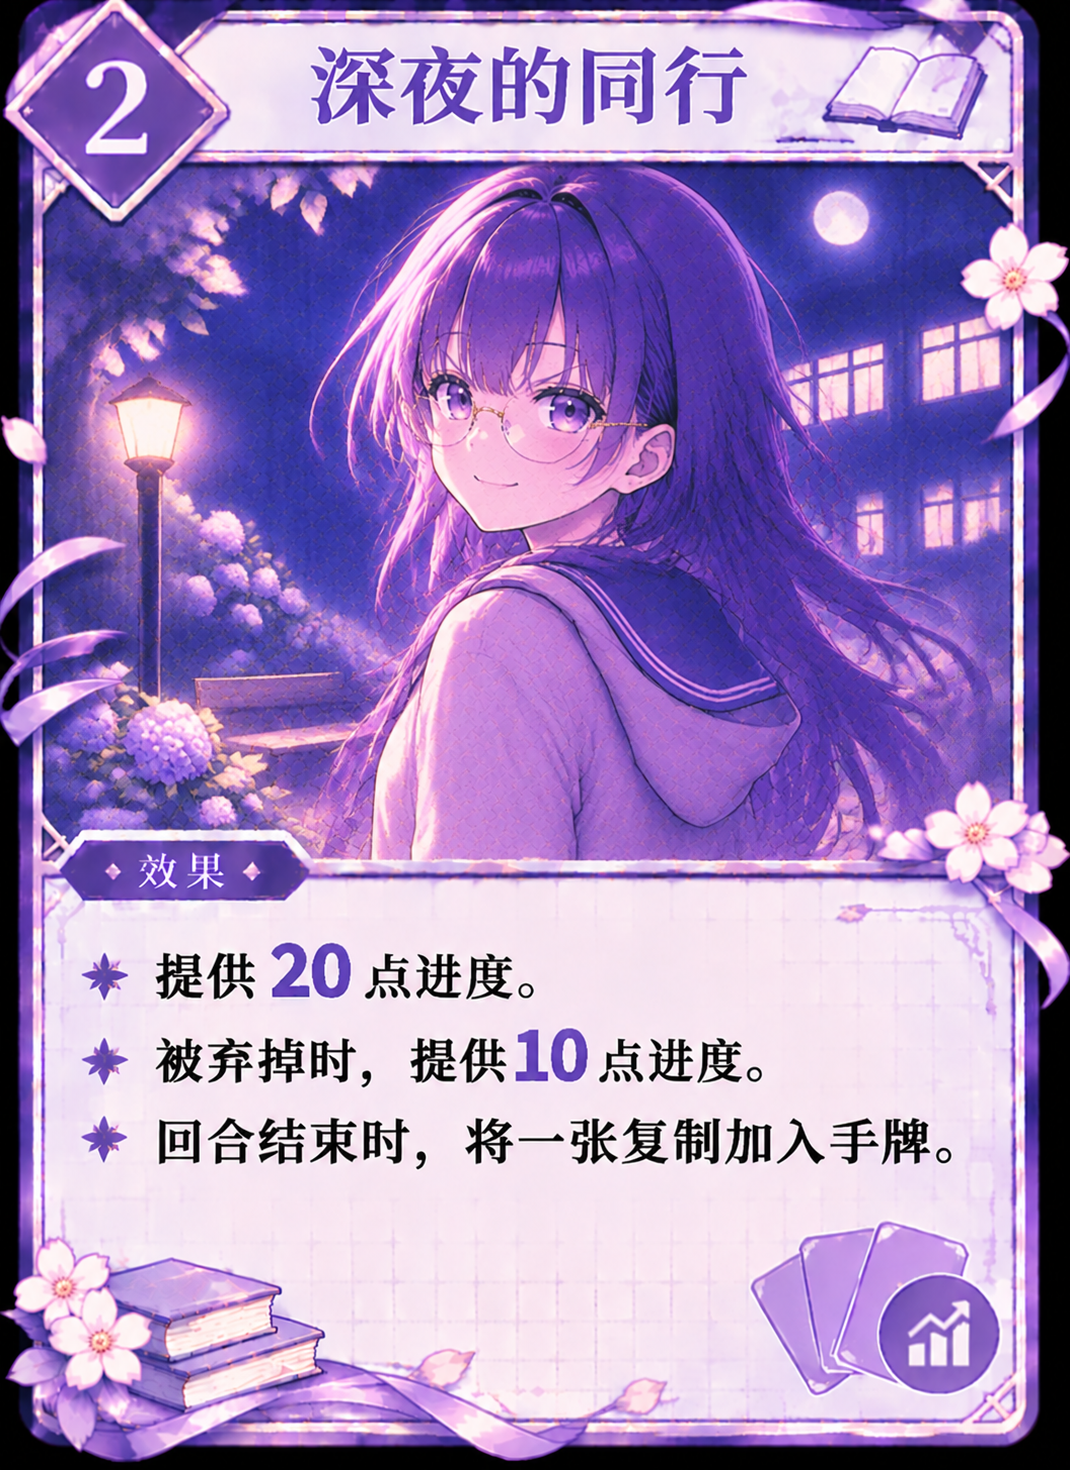 2
深夜的同行
效果
提供 20 点进度。
被弃掉时，提供10点进度。
回合结束时，将一张复制加入手牌。